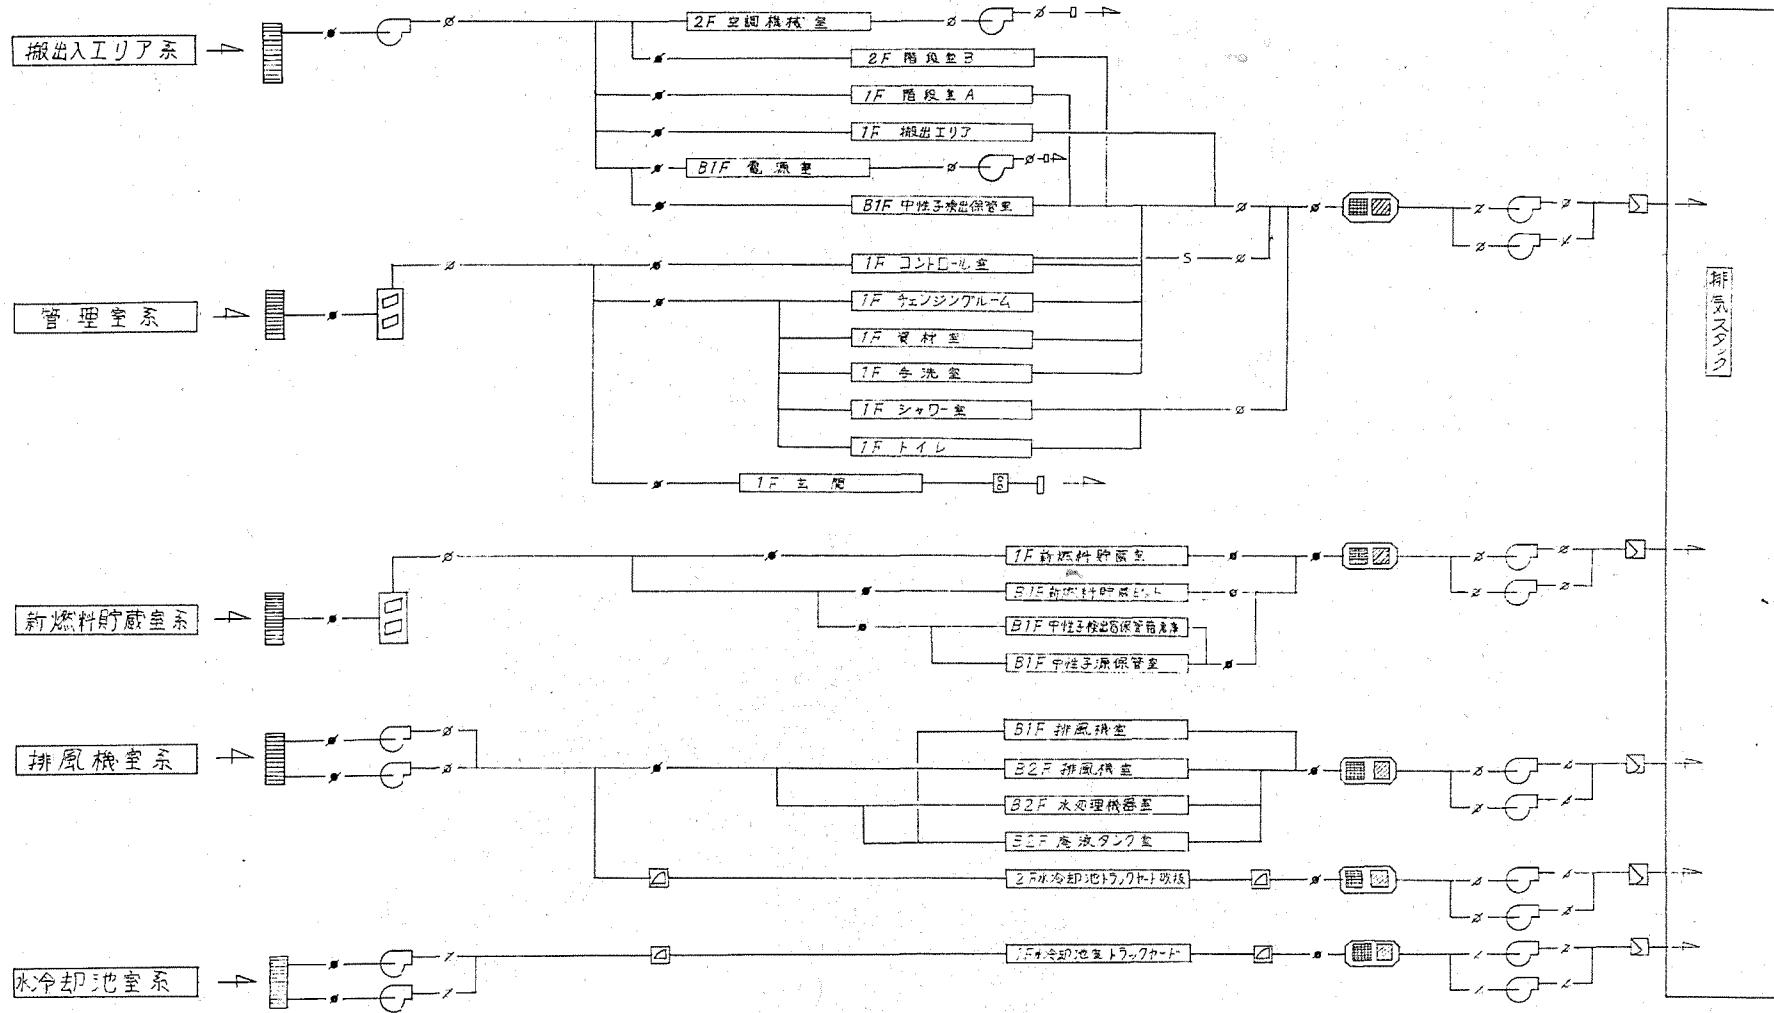 搬出入エリア系
2F 空調機械室
2F 階段室B
1F 階段室A
1F 搬出エリア
B1F 電源室
B1F 中性子検出保管室
管理室系
1F コントロール室
S
1F チェンジングルーム
1F 資材室
1F 手洗室
1F シャワー室
1F トイレ
1F 玄関
排気スタック
新燃料貯蔵室系
1F 新燃料貯蔵室
B1F 新燃料貯蔵ピット
B1F 中性子検出器保管箱倉庫
B1F 中性子源保管室
排風機室系
B1F 排風機室
B2F 排風機室
B2F 水処理機器室
B2F 廃液タンク室
2F 水冷却池トラックヤード
水冷却池室系
1F 水冷却池室トラックヤード